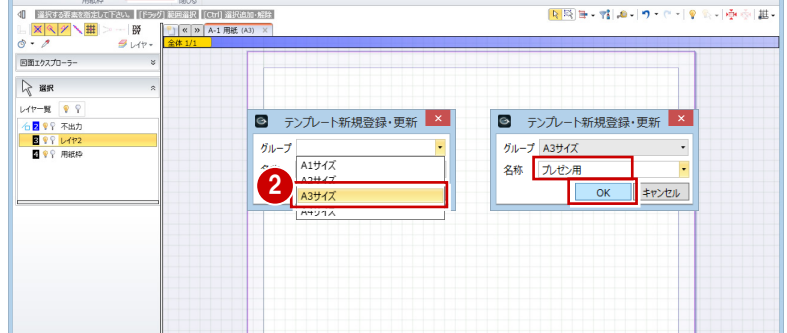 用紙枠
選択する要素を指定して下さい。 [ドラッグ] 範囲選択 [Ctrl] 選択追加・解除
A-1 用紙 (A3)
レイヤ
全体 1/1
図面エクスプローラー
選択
レイヤ一覧
2 不出力
3 レイヤ2
4 用紙枠
テンプレート新規登録・更新
グループ
A1サイズ
A2サイズ
A3サイズ
A4サイズ
2
テンプレート新規登録・更新
グループ A3サイズ
名称 プレゼン用
OK キャンセル